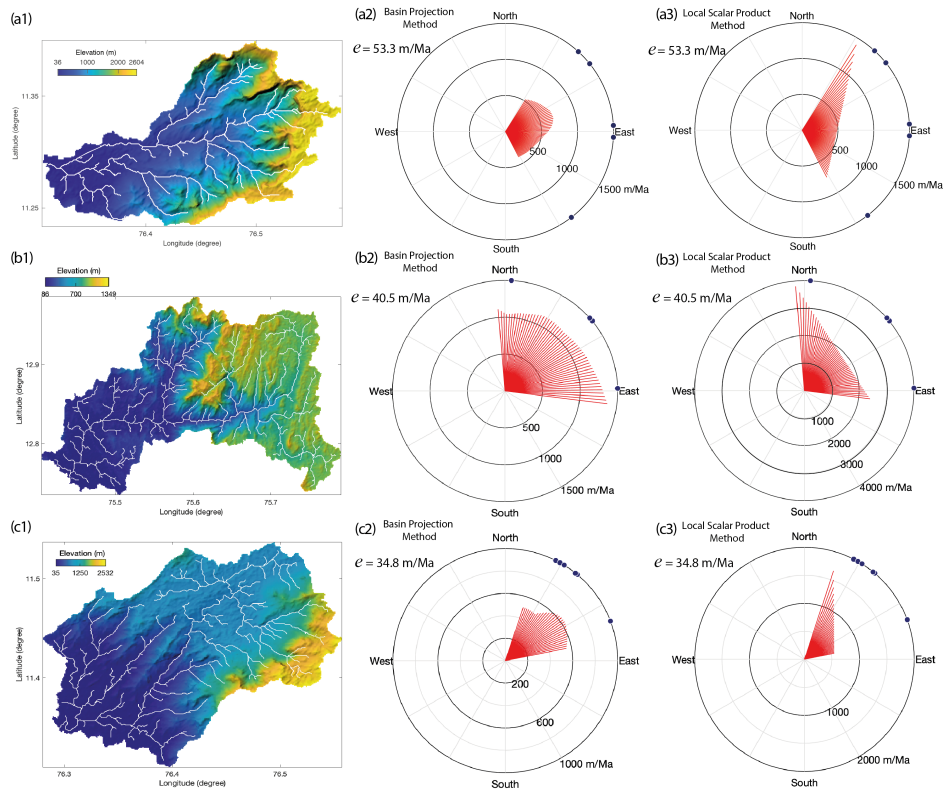 (a1)
Elevation (m)
36 1000 2000 2604
11.35
11.25
Latitude (degree)
76.4 76.5
Longitude (degree)
(a2) Basin Projection
Method
North
e = 53.3 m/Ma
West
East
500
1000
1500 m/Ma
South
(a3) Local Scalar Product
Method
North
e = 53.3 m/Ma
West
East
500
1000
1500 m/Ma
South
(b1)
Elevation (m)
86 700 1349
12.9
12.8
Latitude (degree)
75.5 75.6 75.7
Longitude (degree)
(b2) Basin Projection
Method
North
e = 40.5 m/Ma
West
East
500
1000
1500 m/Ma
South
(b3) Local Scalar Product
Method
North
e = 40.5 m/Ma
West
East
1000
2000
3000
4000 m/Ma
South
(c1)
Elevation (m)
35 1250 2532
11.5
11.4
Latitude (degree)
76.3 76.4 76.5
Longitude (degree)
(c2) Basin Projection
Method
North
e = 34.8 m/Ma
West
East
200
600
1000 m/Ma
South
(c3) Local Scalar Product
Method
North
e = 34.8 m/Ma
West
East
1000
2000 m/Ma
South